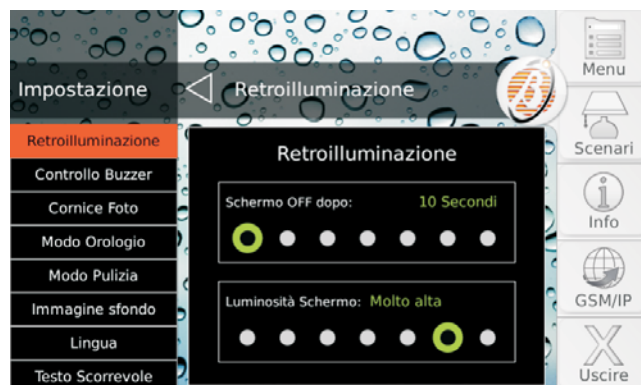 Impostazione
Retroilluminazione
Retroilluminazione
Controllo Buzzer
Cornice Foto
Modo Orologio
Modo Pulizia
Immagine sfondo
Lingua
Testo Scorrevole
Retroilluminazione
Schermo OFF dopo: 10 Secondi
Luminosità Schermo: Molto alta
Menu
Scenari
Info
GSM/IP
Uscire